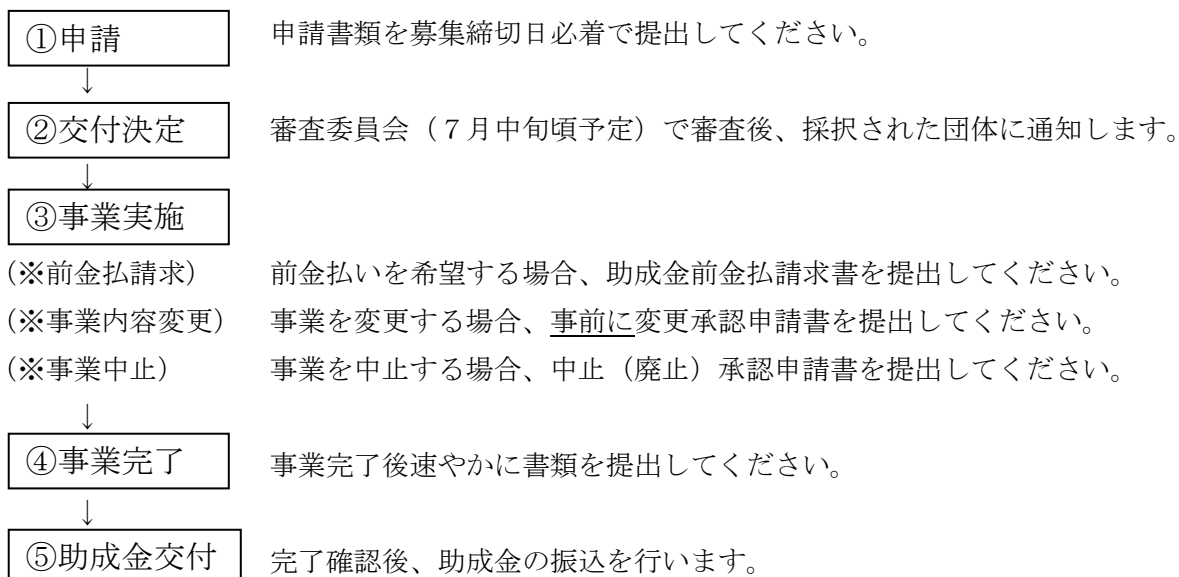 ①申請 申請書類を募集締切日必着で提出してください。
↓
②交付決定 審査委員会（７月中旬頃予定）で審査後、採択された団体に通知します。
↓
③事業実施
(※前金払請求) 前金払いを希望する場合、助成金前金払請求書を提出してください。
(※事業内容変更) 事業を変更する場合、事前に変更承認申請書を提出してください。
(※事業中止) 事業を中止する場合、中止（廃止）承認申請書を提出してください。
↓
④事業完了 事業完了後速やかに書類を提出してください。
↓
⑤助成金交付 完了確認後、助成金の振込を行います。